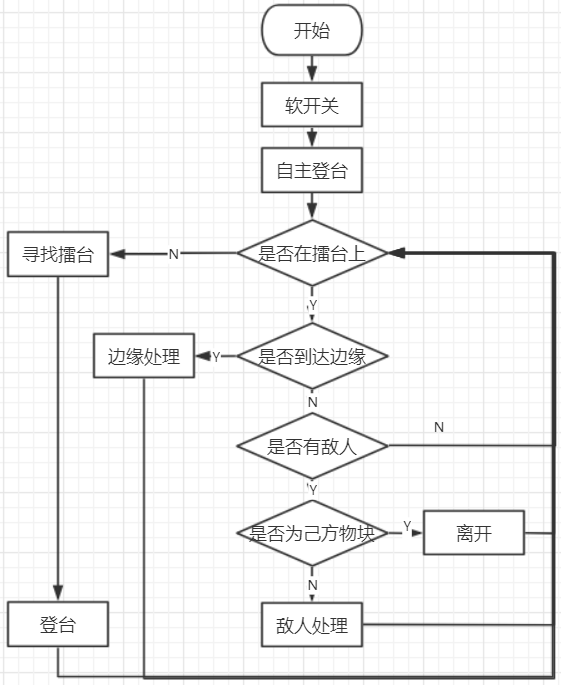 开始
软开关
自主登台
是否在擂台上
N
寻找擂台
Y
是否到达边缘
Y
边缘处理
N
是否有敌人
N
Y
是否为己方物块
Y
离开
N
登台
敌人处理